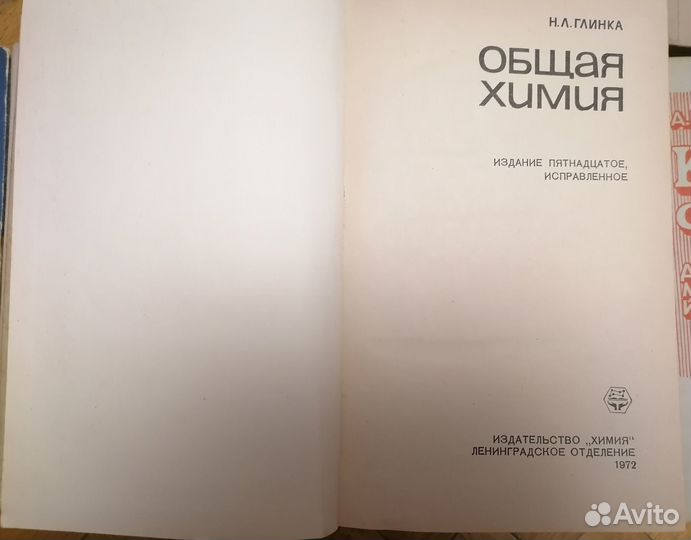 Н.Л.ГЛИНКА
ОБЩАЯ
ХИМИЯ
ИЗДАНИЕ ПЯТНАДЦАТОЕ,
ИСПРАВЛЕННОЕ
ИЗДАТЕЛЬСТВО „ХИМИЯ"
ЛЕНИНГРАДСКОЕ ОТДЕЛЕНИЕ
1972
Avito